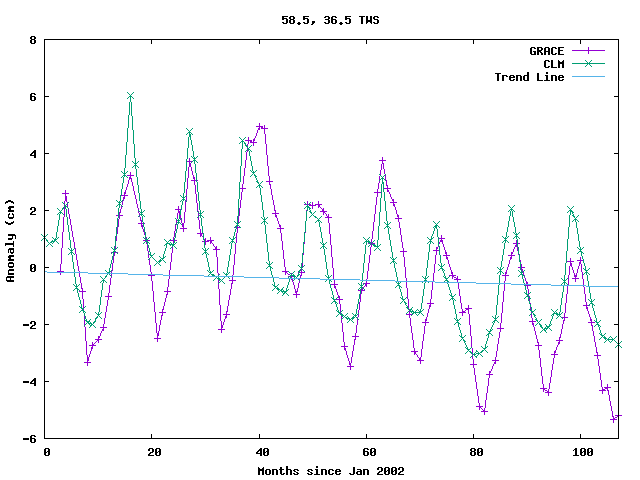 58.5, 36.5 TWS
GRACE
CLM
Trend Line
8
6
4
2
0
-2
-4
-6
Anomaly (cm)
0 20 40 60 80 100
Months since Jan 2002